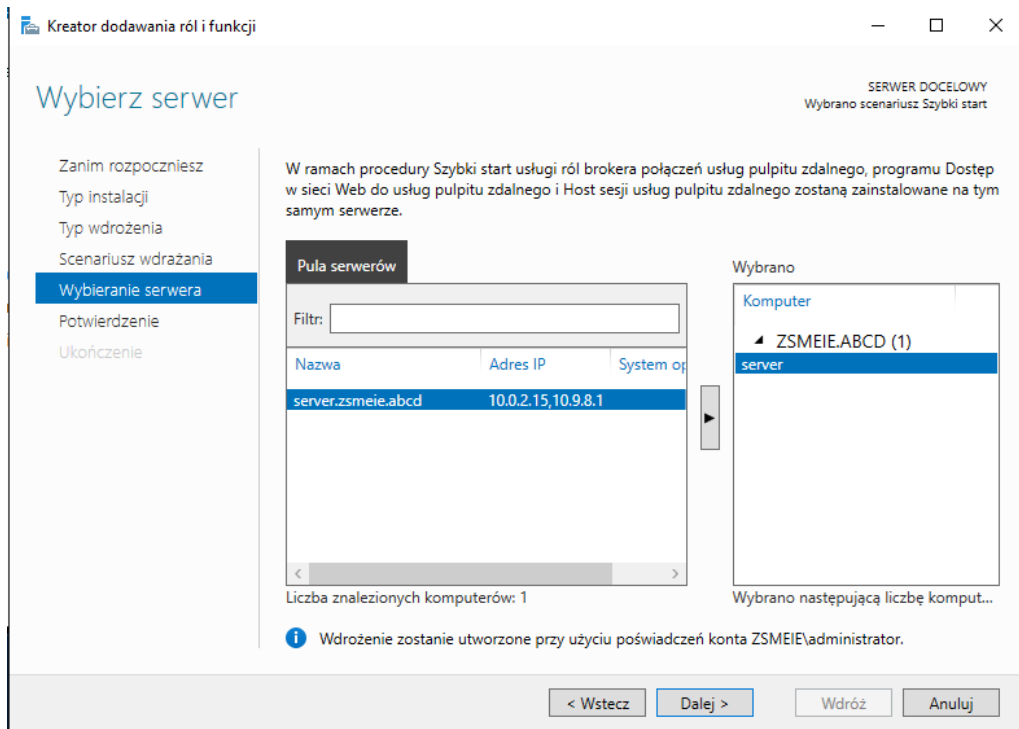 Kreator dodawania ról i funkcji
Wybierz serwer
SERWER DOCELOWY
Wybrano scenariusz Szybki start
Zanim rozpoczniesz
Typ instalacji
Typ wdrożenia
Scenariusz wdrażania
Wybieranie serwera
Potwierdzenie
Ukończenie
W ramach procedury Szybki start usługi ról brokera połączeń usług pulpitu zdalnego, programu Dostęp
w sieci Web do usług pulpitu zdalnego i Host sesji usług pulpitu zdalnego zostaną zainstalowane na tym
samym serwerze.
Pula serwerów
Filtr:
Nazwa Adres IP System op
server.zsmeie.abcd 10.0.2.15,10.9.8.1
Liczba znalezionych komputerów: 1
Wybrano
Komputer
ZSMEIE.ABCD (1)
server
Wybrano następującą liczbę komput...
Wdrożenie zostanie utworzone przy użyciu poświadczeń konta ZSMEIE\administrator.
< Wstecz Dalej > Wdróż Anuluj